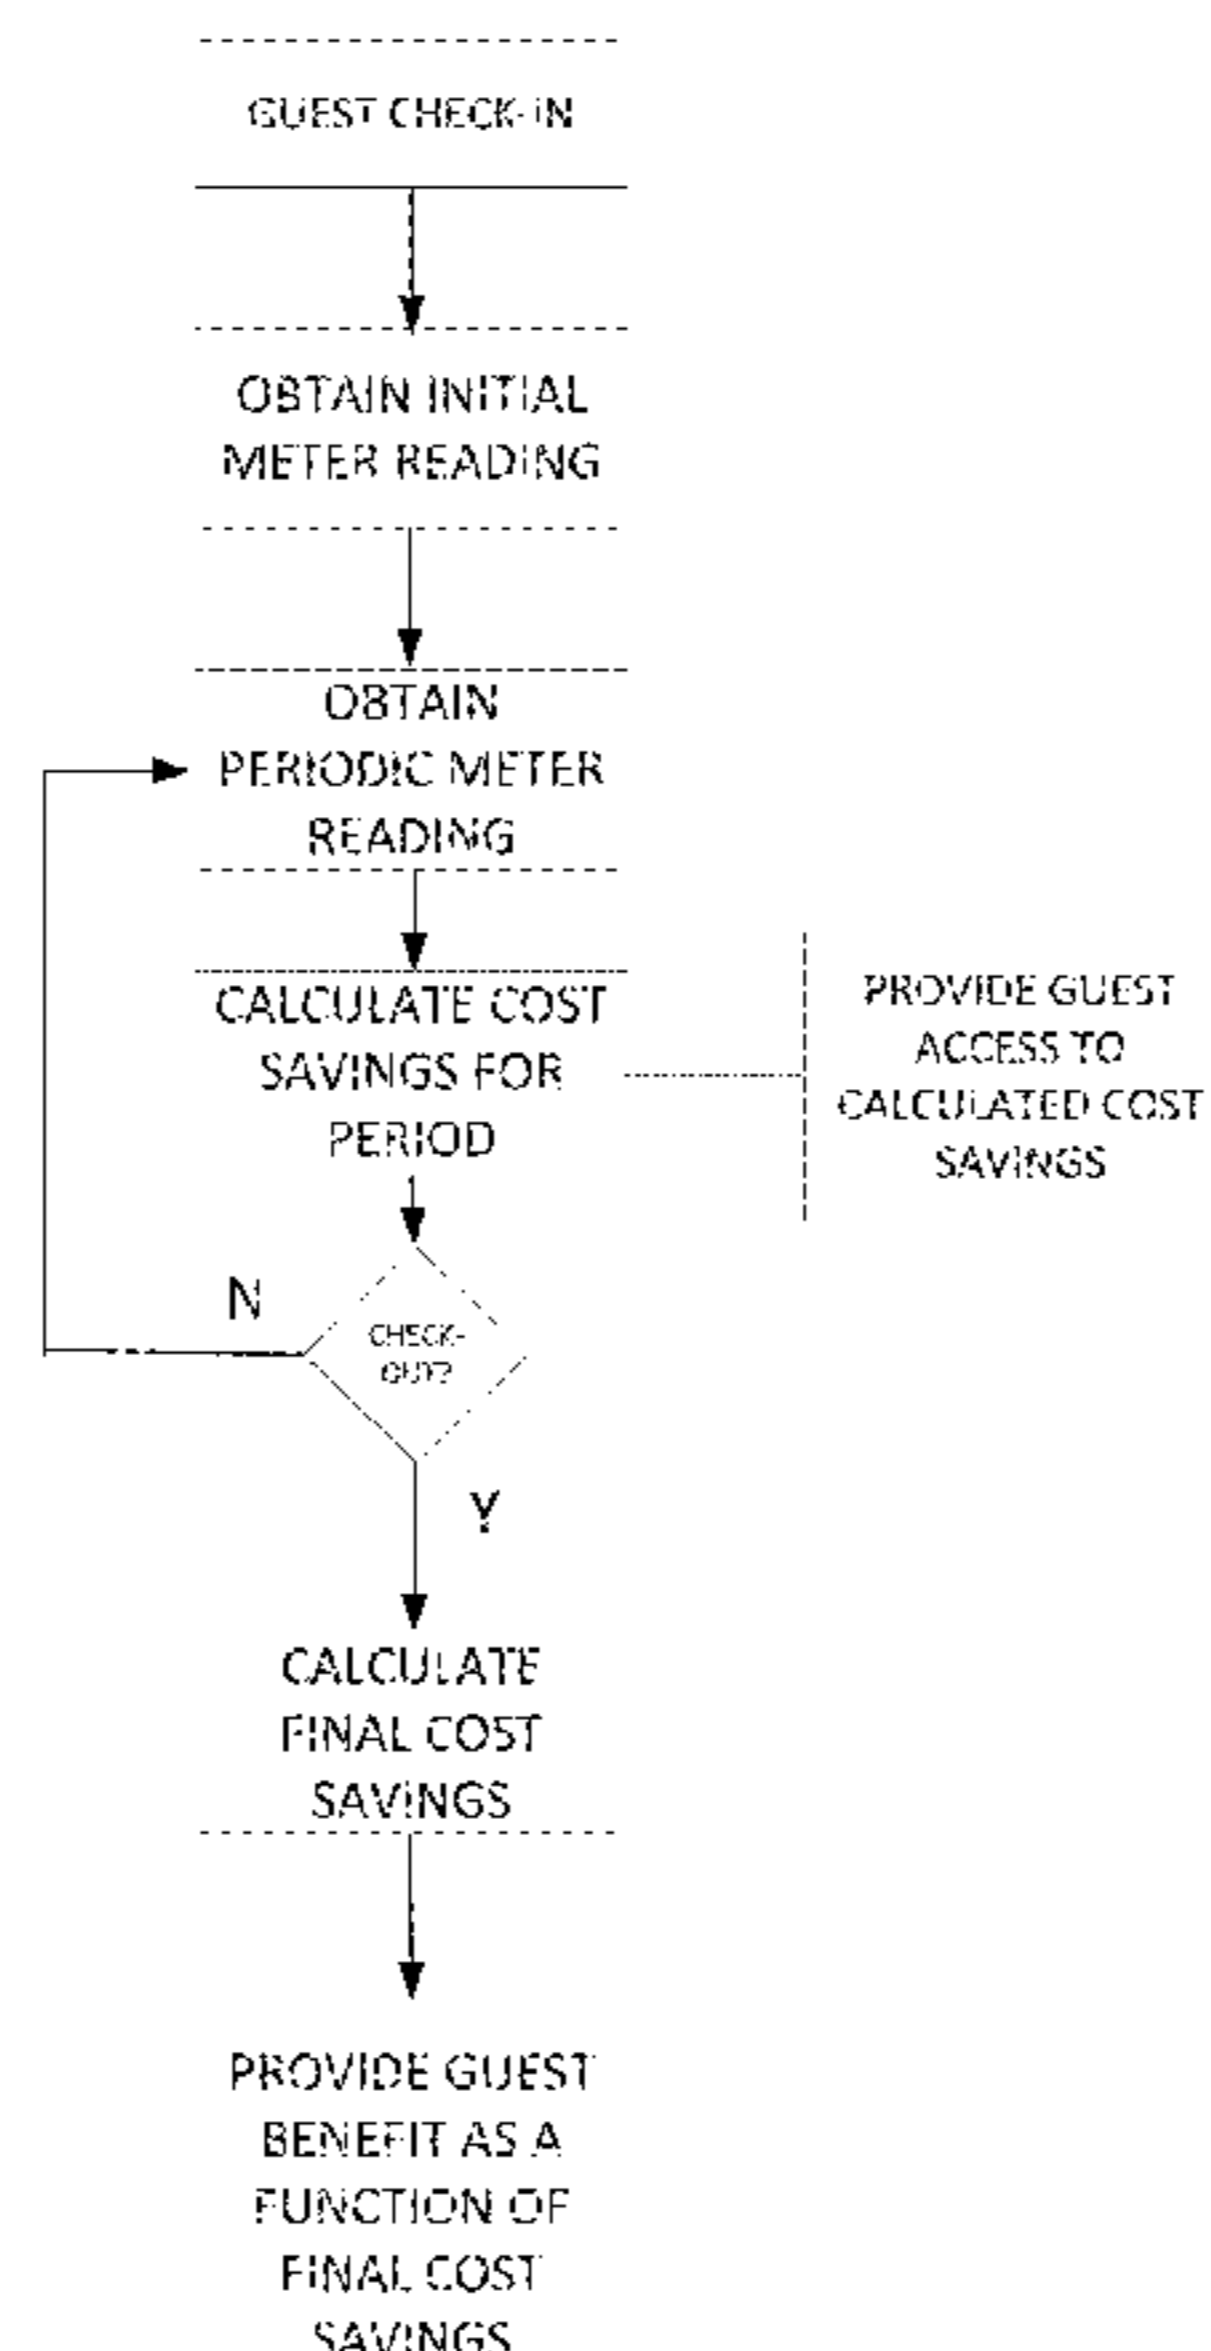 GUEST CHECK-IN
OBTAIN INITIAL
METER READING
OBTAIN
PERIODIC METER
READING
CALCULATE COST
SAVINGS FOR
PERIOD
PROVIDE GUEST
ACCESS TO
CALCULATED COST
SAVINGS
N
CHECK-
OUT?
Y
CALCULATE
FINAL COST
SAVINGS
PROVIDE GUEST
BENEFIT AS A
FUNCTION OF
FINAL COST
SAVINGS